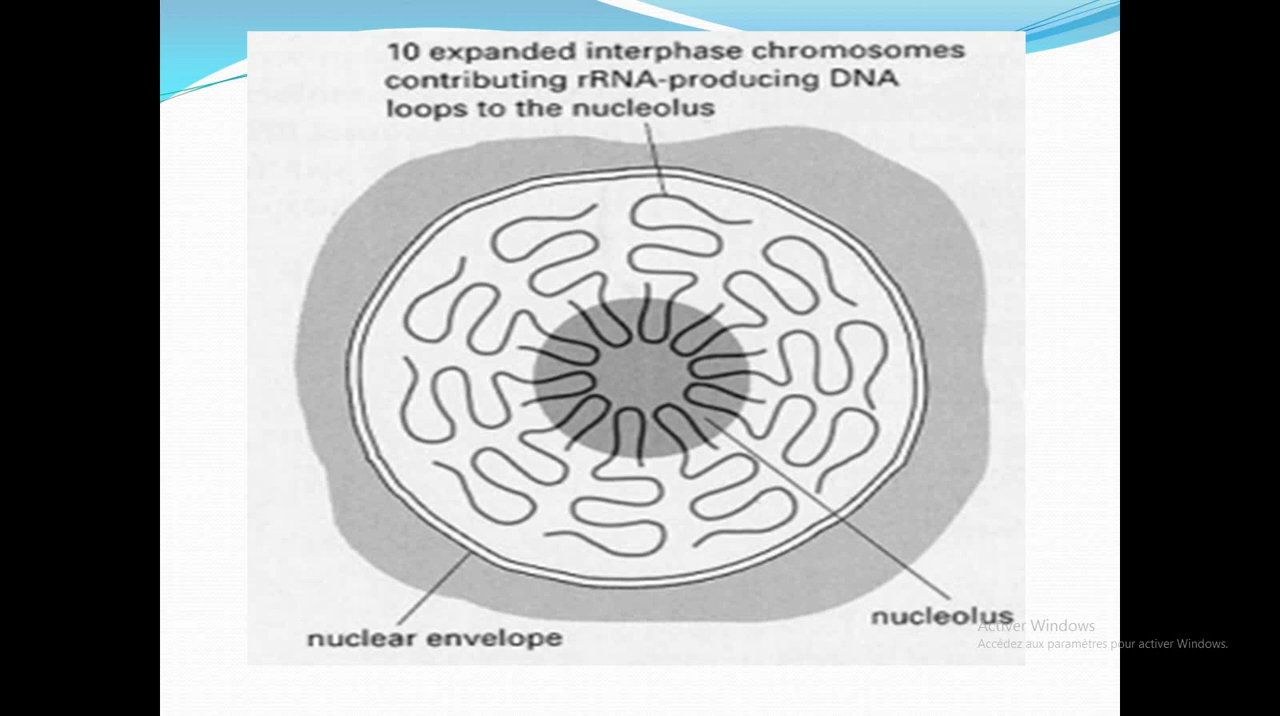 10 expanded interphase chromosomes
contributing rRNA-producing DNA
loops to the nucleolus
nucleolus
nuclear envelope
Activer Windows
Accédez aux paramètres pour activer Windows.